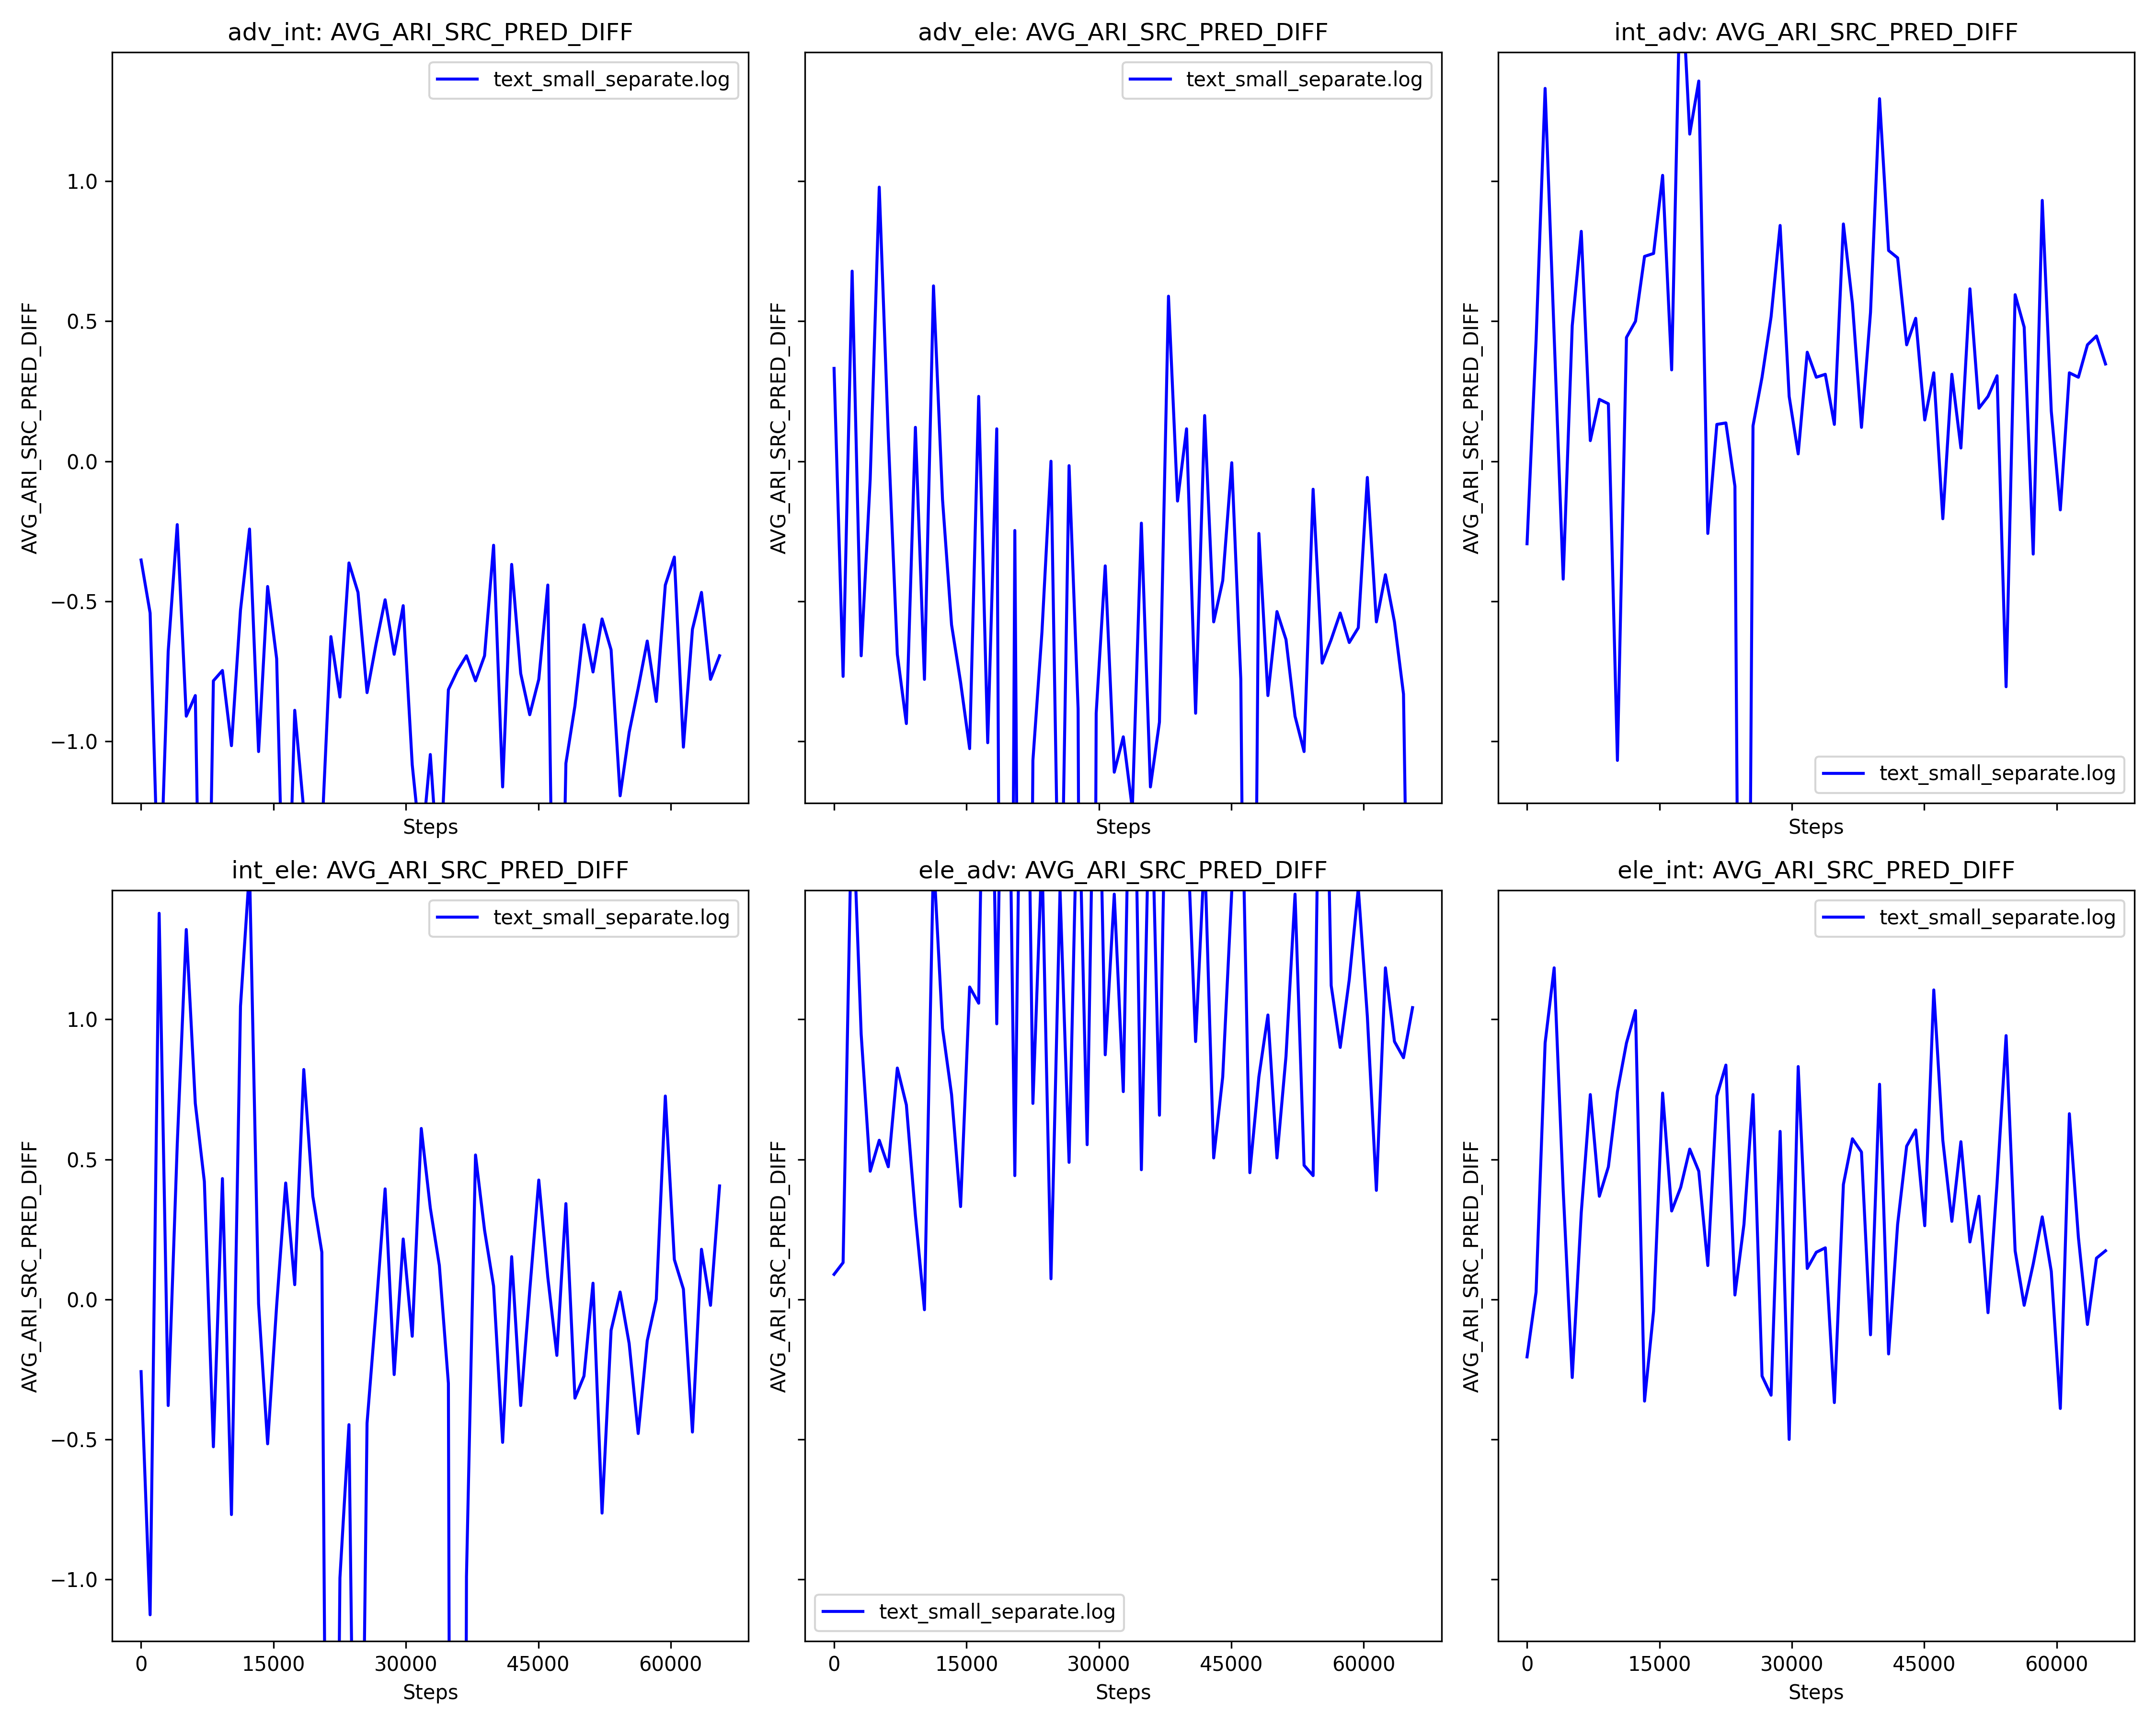 adv_int: AVG_ARI_SRC_PRED_DIFF
adv_ele: AVG_ARI_SRC_PRED_DIFF
int_adv: AVG_ARI_SRC_PRED_DIFF
text_small_separate.log
text_small_separate.log
text_small_separate.log
AVG_ARI_SRC_PRED_DIFF
AVG_ARI_SRC_PRED_DIFF
AVG_ARI_SRC_PRED_DIFF
1.0
0.5
0.0
−0.5
−1.0
Steps
Steps
Steps
int_ele: AVG_ARI_SRC_PRED_DIFF
ele_adv: AVG_ARI_SRC_PRED_DIFF
ele_int: AVG_ARI_SRC_PRED_DIFF
text_small_separate.log
text_small_separate.log
text_small_separate.log
AVG_ARI_SRC_PRED_DIFF
AVG_ARI_SRC_PRED_DIFF
AVG_ARI_SRC_PRED_DIFF
1.0
0.5
0.0
−0.5
−1.0
0 15000 30000 45000 60000
0 15000 30000 45000 60000
0 15000 30000 45000 60000
Steps
Steps
Steps